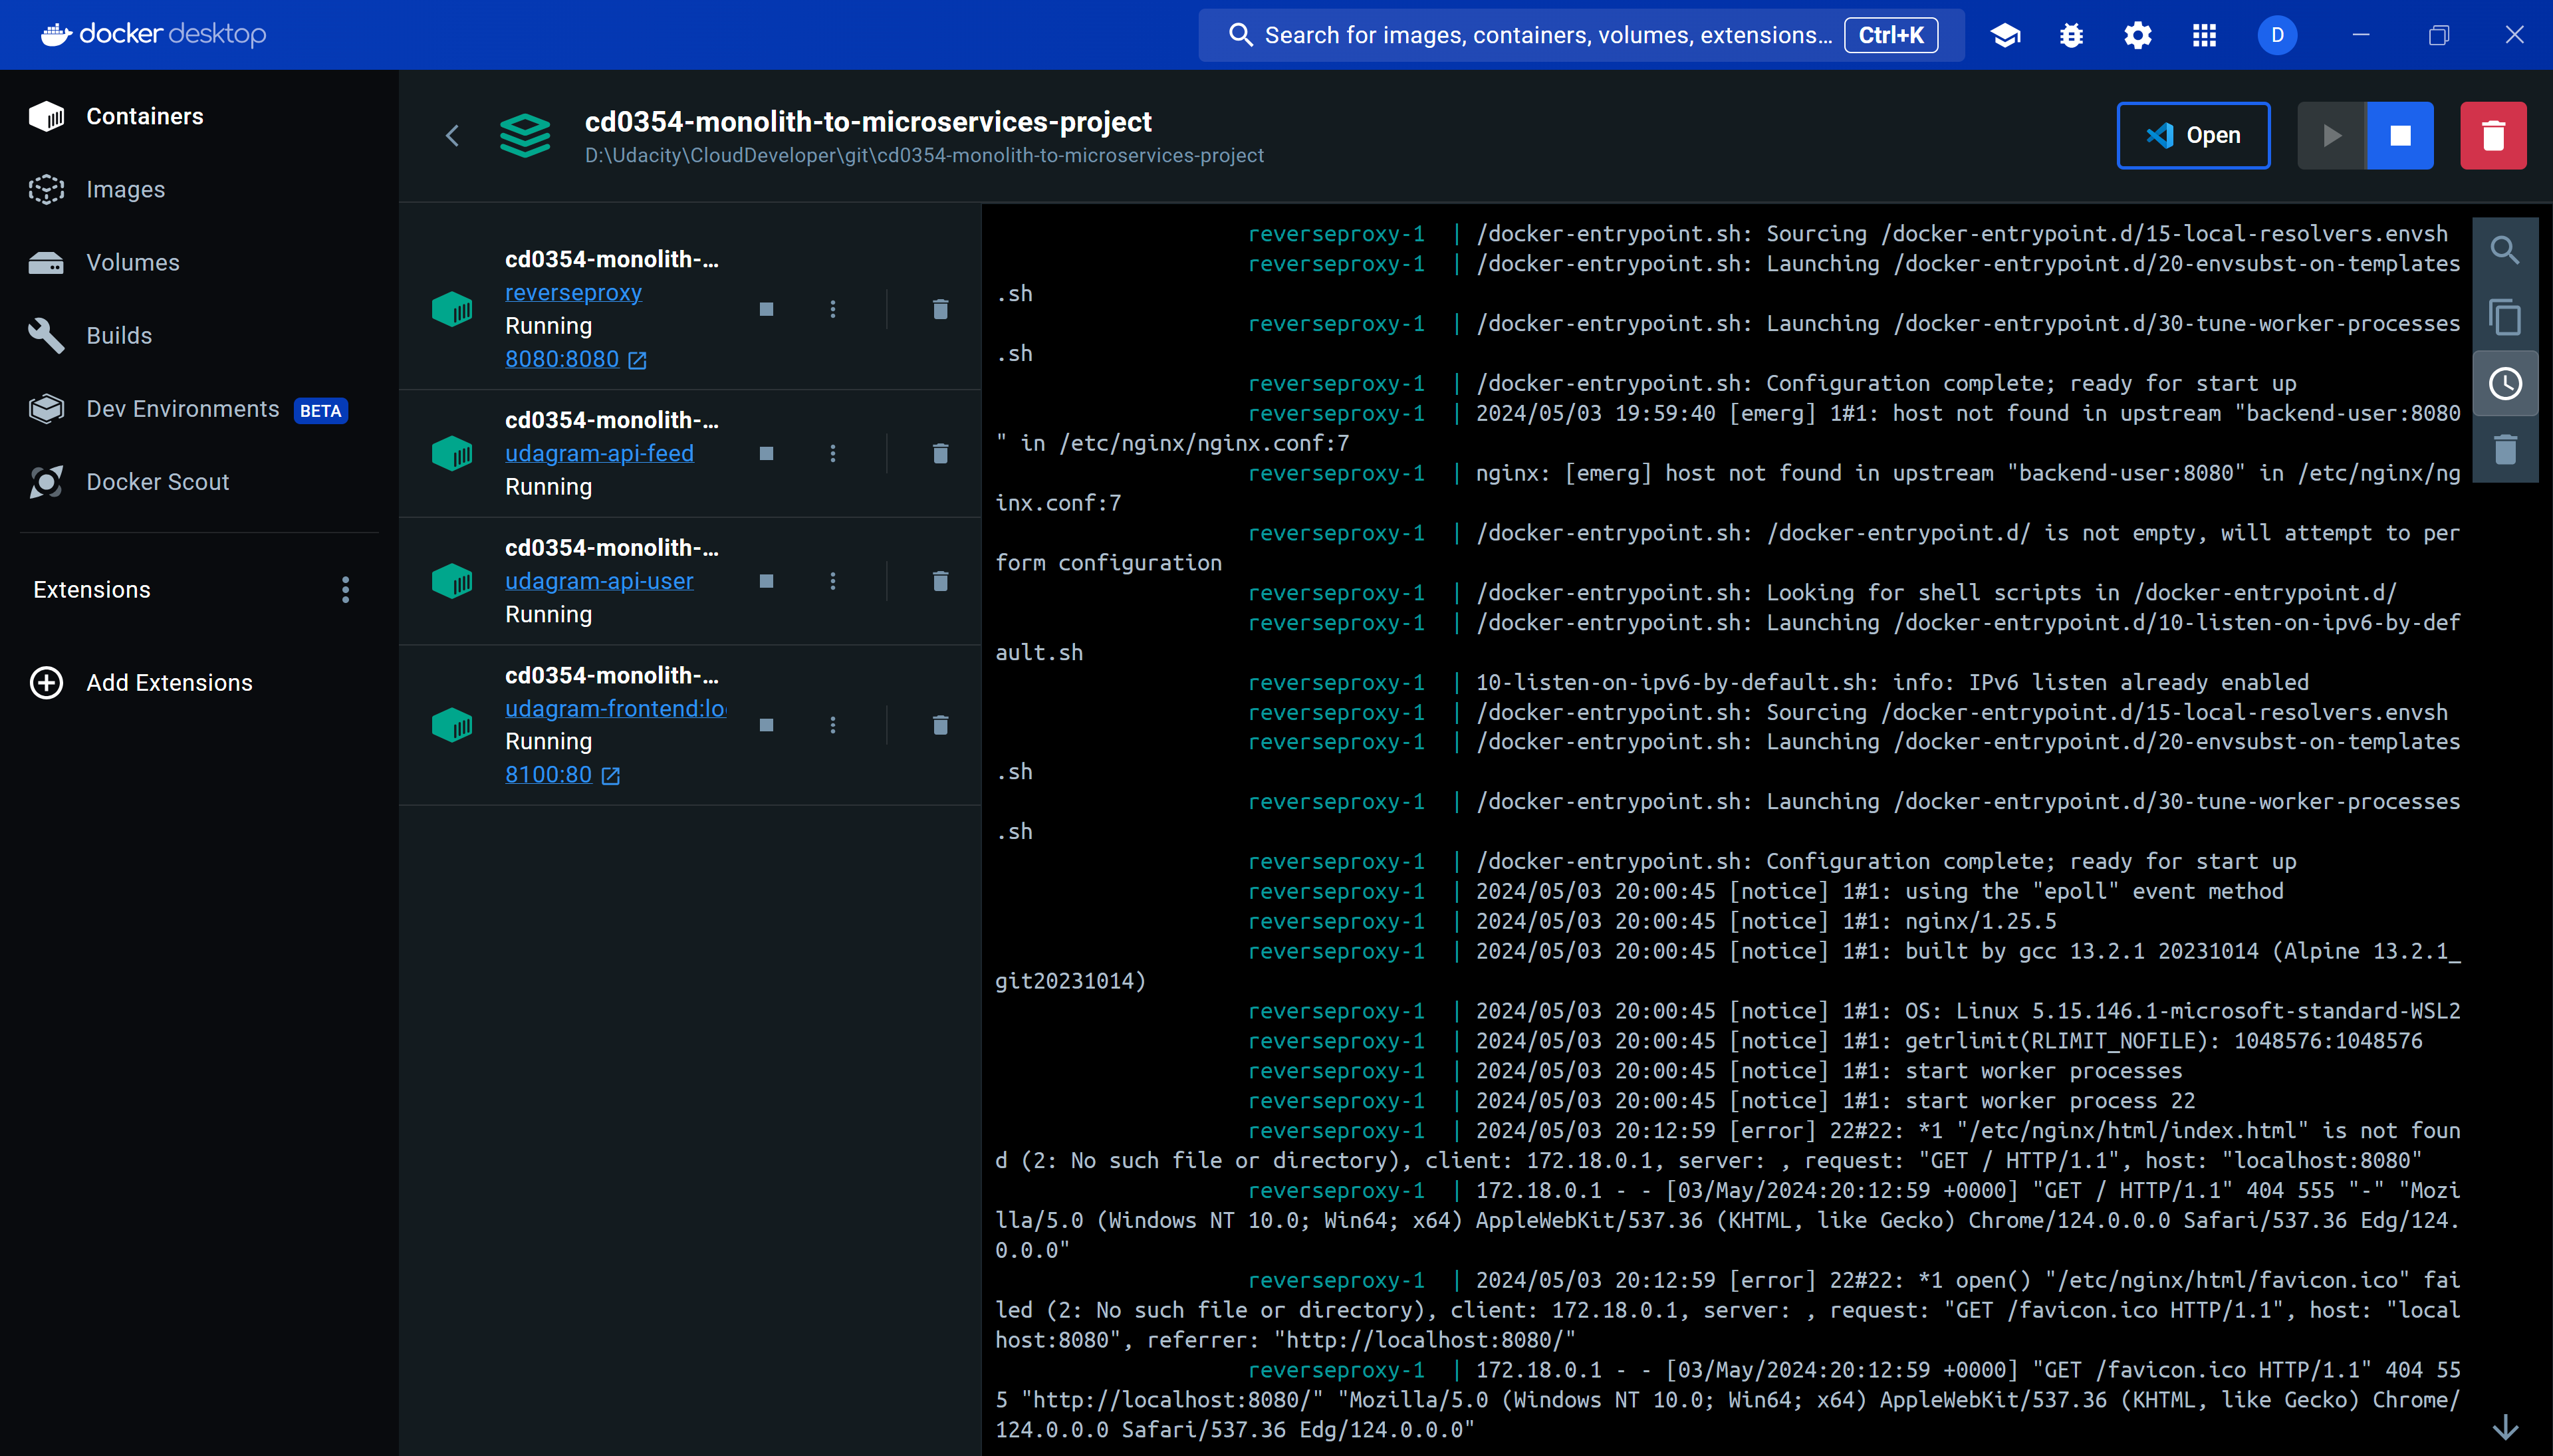 docker desktop
Search for images, containers, volumes, extensions... Ctrl+K
D
Containers
Images
Volumes
Builds
Dev Environments BETA
Docker Scout
Extensions
Add Extensions
cd0354-monolith-to-microservices-project
D:\Udacity\CloudDeveloper\git\cd0354-monolith-to-microservices-project
Open
cd0354-monolith-...
reverseproxy
Running
8080:8080
cd0354-monolith-...
udagram-api-feed
Running
cd0354-monolith-...
udagram-api-user
Running
cd0354-monolith-...
udagram-frontend:lo
Running
8100:80
reverseproxy-1 | /docker-entrypoint.sh: Sourcing /docker-entrypoint.d/15-local-resolvers.envsh
reverseproxy-1 | /docker-entrypoint.sh: Launching /docker-entrypoint.d/20-envsubst-on-templates
.sh
reverseproxy-1 | /docker-entrypoint.sh: Launching /docker-entrypoint.d/30-tune-worker-processes
.sh
reverseproxy-1 | /docker-entrypoint.sh: Configuration complete; ready for start up
reverseproxy-1 | 2024/05/03 19:59:40 [emerg] 1#1: host not found in upstream "backend-user:8080
" in /etc/nginx/nginx.conf:7
reverseproxy-1 | nginx: [emerg] host not found in upstream "backend-user:8080" in /etc/nginx/ng
inx.conf:7
reverseproxy-1 | /docker-entrypoint.sh: /docker-entrypoint.d/ is not empty, will attempt to per
form configuration
reverseproxy-1 | /docker-entrypoint.sh: Looking for shell scripts in /docker-entrypoint.d/
reverseproxy-1 | /docker-entrypoint.sh: Launching /docker-entrypoint.d/10-listen-on-ipv6-by-def
ault.sh
reverseproxy-1 | 10-listen-on-ipv6-by-default.sh: info: IPv6 listen already enabled
reverseproxy-1 | /docker-entrypoint.sh: Sourcing /docker-entrypoint.d/15-local-resolvers.envsh
reverseproxy-1 | /docker-entrypoint.sh: Launching /docker-entrypoint.d/20-envsubst-on-templates
.sh
reverseproxy-1 | /docker-entrypoint.sh: Launching /docker-entrypoint.d/30-tune-worker-processes
.sh
reverseproxy-1 | /docker-entrypoint.sh: Configuration complete; ready for start up
reverseproxy-1 | 2024/05/03 20:00:45 [notice] 1#1: using the "epoll" event method
reverseproxy-1 | 2024/05/03 20:00:45 [notice] 1#1: nginx/1.25.5
reverseproxy-1 | 2024/05/03 20:00:45 [notice] 1#1: built by gcc 13.2.1 20231014 (Alpine 13.2.1_
git20231014)
reverseproxy-1 | 2024/05/03 20:00:45 [notice] 1#1: OS: Linux 5.15.146.1-microsoft-standard-WSL2
reverseproxy-1 | 2024/05/03 20:00:45 [notice] 1#1: getrlimit(RLIMIT_NOFILE): 1048576:1048576
reverseproxy-1 | 2024/05/03 20:00:45 [notice] 1#1: start worker processes
reverseproxy-1 | 2024/05/03 20:00:45 [notice] 1#1: start worker process 22
reverseproxy-1 | 2024/05/03 20:12:59 [error] 22#22: *1 "/etc/nginx/html/index.html" is not foun
d (2: No such file or directory), client: 172.18.0.1, server: , request: "GET / HTTP/1.1", host: "localhost:8080"
reverseproxy-1 | 172.18.0.1 - - [03/May/2024:20:12:59 +0000] "GET / HTTP/1.1" 404 555 "-" "Mozi
lla/5.0 (Windows NT 10.0; Win64; x64) AppleWebKit/537.36 (KHTML, like Gecko) Chrome/124.0.0.0 Safari/537.36 Edg/124.
0.0.0"
reverseproxy-1 | 2024/05/03 20:12:59 [error] 22#22: *1 open() "/etc/nginx/html/favicon.ico" fai
led (2: No such file or directory), client: 172.18.0.1, server: , request: "GET /favicon.ico HTTP/1.1", host: "local
host:8080", referrer: "http://localhost:8080/"
reverseproxy-1 | 172.18.0.1 - - [03/May/2024:20:12:59 +0000] "GET /favicon.ico HTTP/1.1" 404 55
5 "http://localhost:8080/" "Mozilla/5.0 (Windows NT 10.0; Win64; x64) AppleWebKit/537.36 (KHTML, like Gecko) Chrome/
124.0.0.0 Safari/537.36 Edg/124.0.0.0"